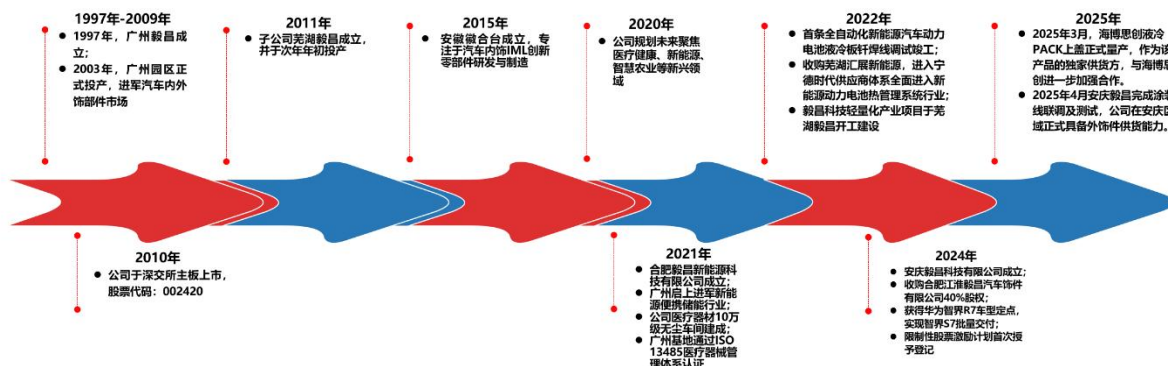 1997年-2009年
● 1997年，广州毅昌成
立；
● 2003年，广州园区正
式投产，进军汽车内外
饰部件市场
2010年
● 公司于深交所主板上市，
股票代码：002420
2011年
● 子公司芜湖毅昌成立，
并于次年年初投产
2015年
● 安徽徽合台成立，专
注于汽车内饰IML创新
零部件研发与制造
2020年
● 公司规划未来聚焦
医疗健康、新能源、
智慧农业等新兴领
域
2021年
● 合肥毅昌新能源科
技有限公司成立；
● 广州启上进军新能
源便携储能行业；
● 公司医疗器材10万
级无尘车间建成；
● 广州基地通过ISO
13485医疗器械管
理体系认证
2022年
● 首条全自动化新能源汽车动力
电池液冷板钎焊线调试竣工；
● 收购芜湖汇展新能源，进入宁
德时代供应商体系全面进入新
能源动力电池热管理系统行业；
● 毅昌科技轻量化产业项目于芜
湖毅昌开工建设
2024年
● 安庆毅昌科技有限公司成立；
● 收购合肥江淮毅昌汽车饰件
有限公司40%股权；
● 获得华为智界R7车型定点，
实现智界S7批量交付；
● 限制性股票激励计划首次授
予登记
2025年
● 2025年3月，海博思创液冷
PACK上盖正式量产，作为该
产品的独家供货方，与海博思
创进一步加强合作。
● 2025年4月安庆毅昌完成涂装
线联调及测试，公司在安庆区
域正式具备外饰件供货能力。